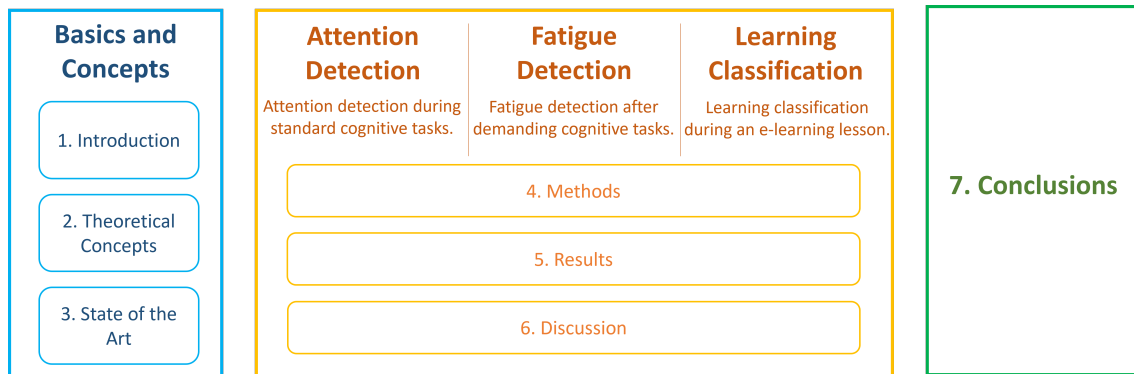 Basics and
Concepts
1. Introduction
2. Theoretical
Concepts
3. State of the
Art
Attention
Detection
Attention detection during
standard cognitive tasks.
Fatigue
Detection
Fatigue detection after
demanding cognitive tasks.
Learning
Classification
Learning classification
during an e-learning lesson.
4. Methods
5. Results
6. Discussion
7. Conclusions